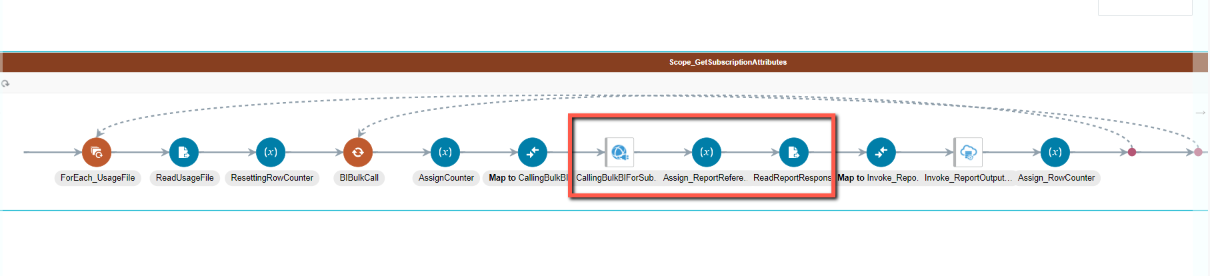 Scope_GetSubscriptionAttributes
ForEach_UsageFile
ReadUsageFile
ResettingRowCounter
BIBulkCall
AssignCounter
Map to CallingBulkBI
CallingBulkBIForSub.
Assign_ReportRefere.
ReadReportRespons
Map to Invoke_Repo.
Invoke_ReportOutput...
Assign_RowCounter
(x)
(x)
(x)
(x)